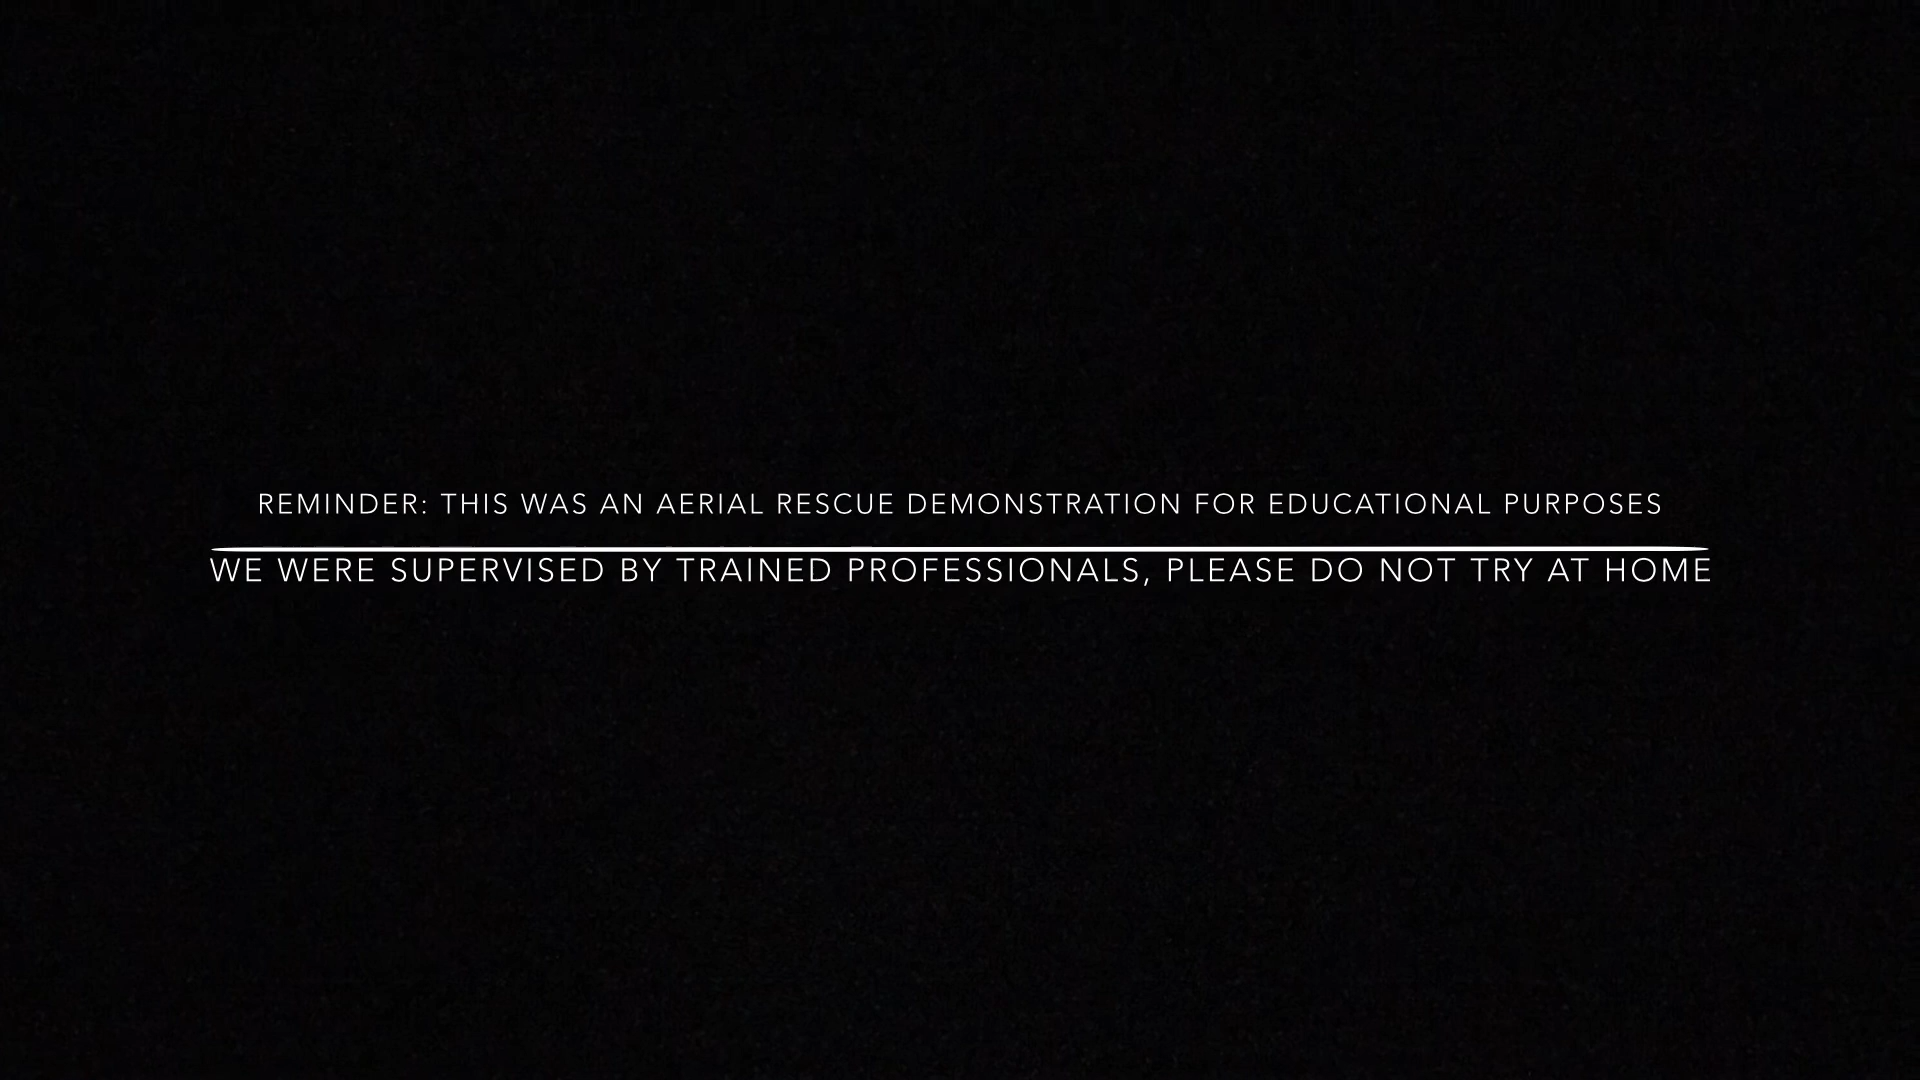 REMINDER: THIS WAS AN AERIAL RESCUE DEMONSTRATION FOR EDUCATIONAL PURPOSES
WE WERE SUPERVISED BY TRAINED PROFESSIONALS, PLEASE DO NOT TRY AT HOME